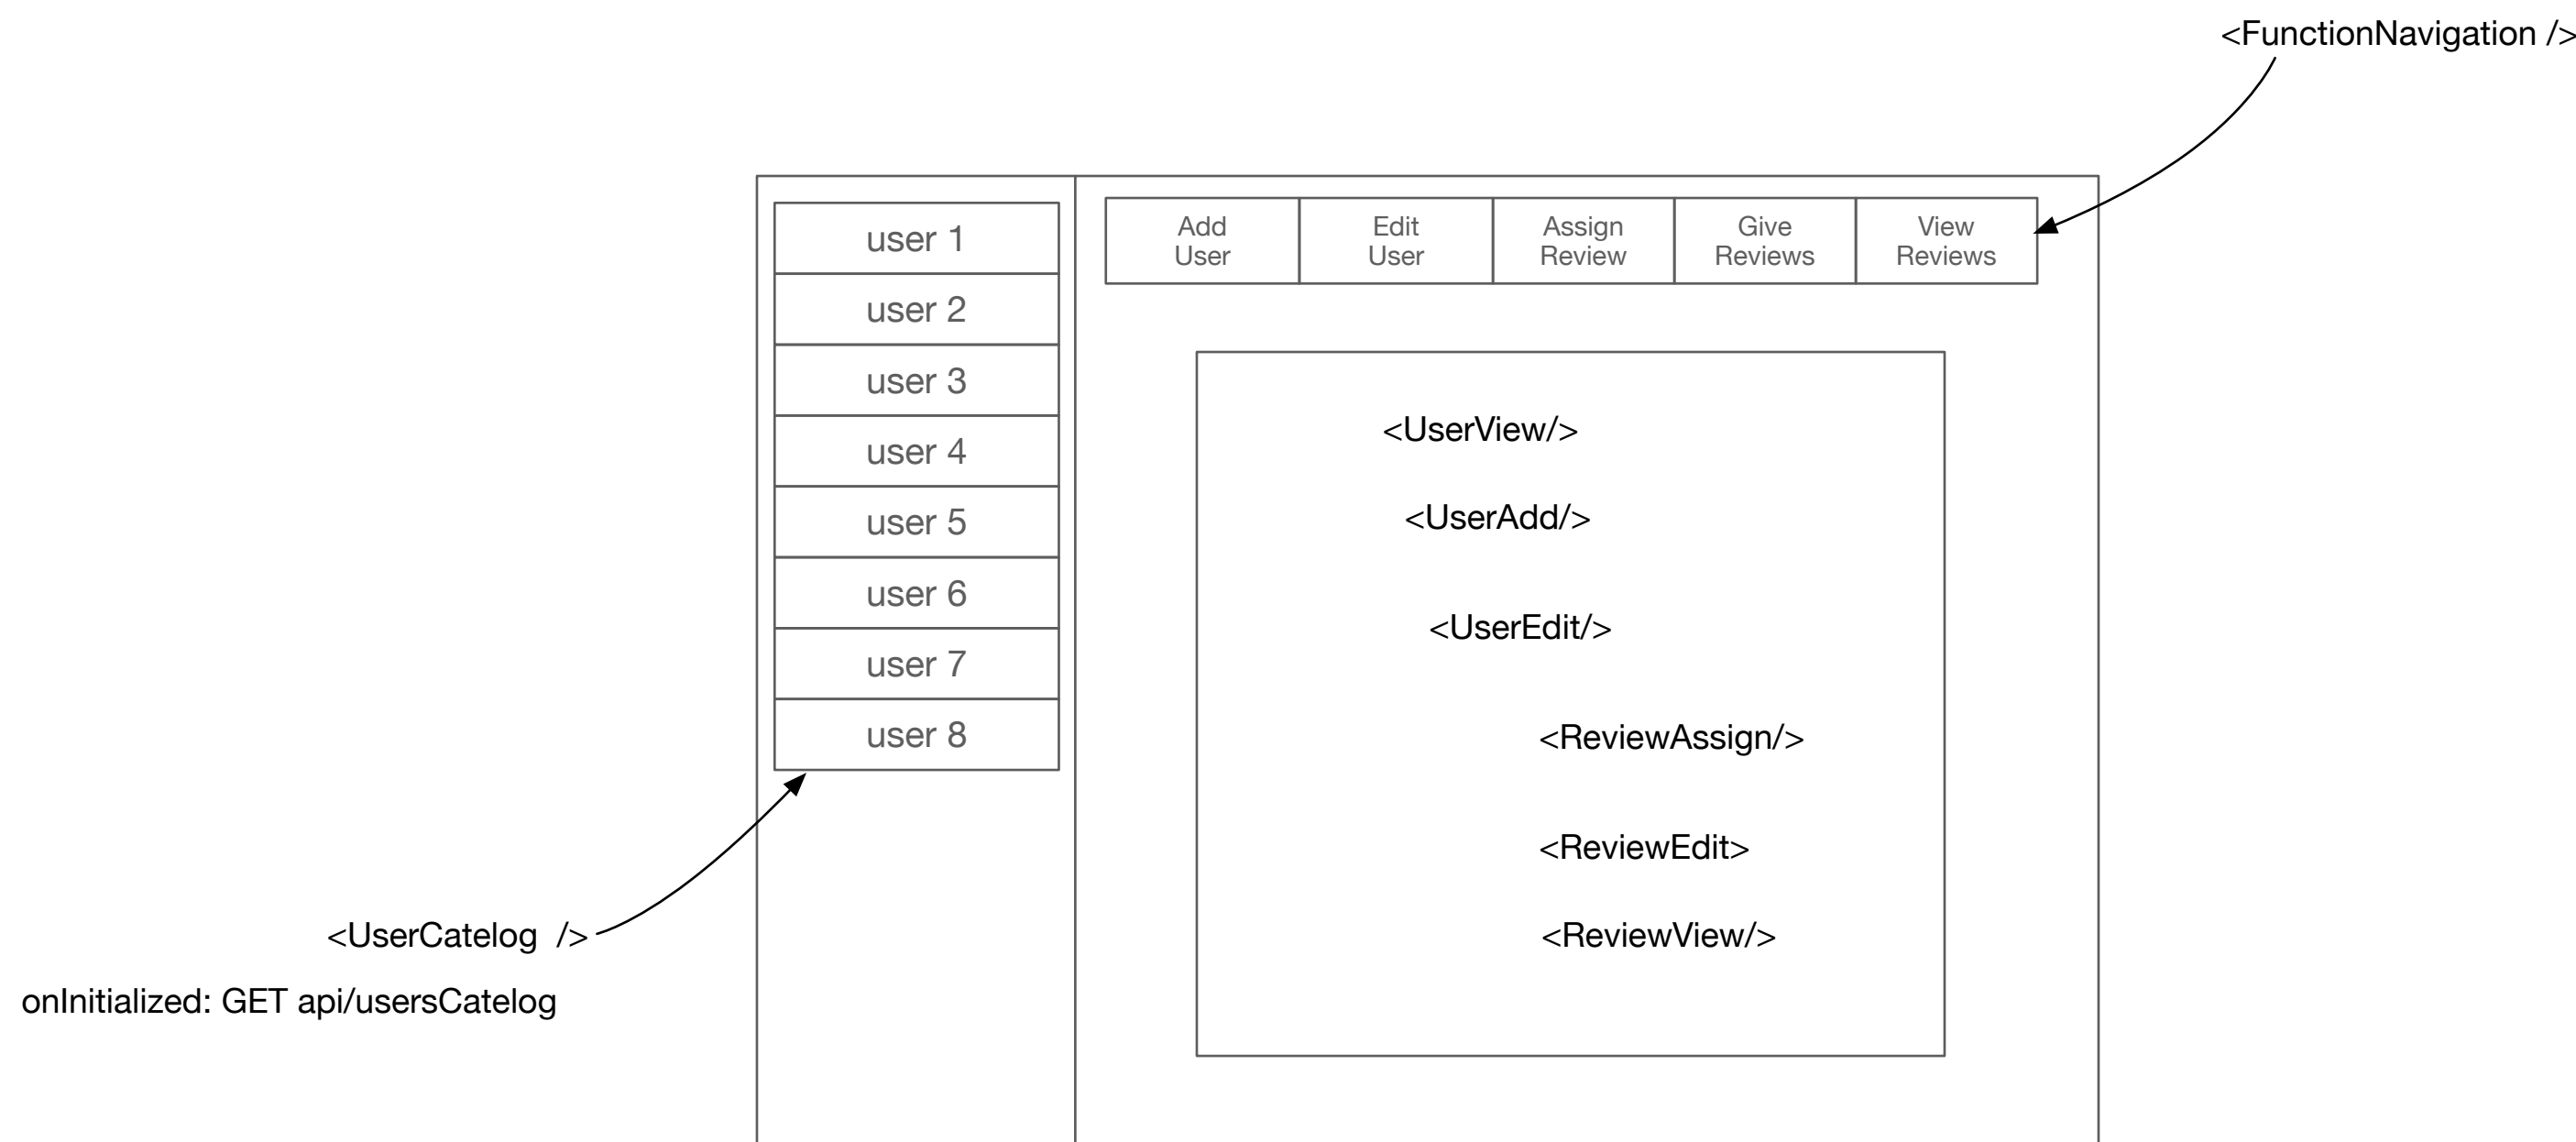 <FunctionNavigation />
Add
User
Edit
User
Assign
Review
Give
Reviews
View
Reviews
user 1
user 2
user 3
user 4
user 5
user 6
user 7
user 8
<UserView/>
<UserAdd/>
<UserEdit/>
<ReviewAssign/>
<ReviewEdit>
<ReviewView/>
<UserCatelog  />
onInitialized: GET api/usersCatelog